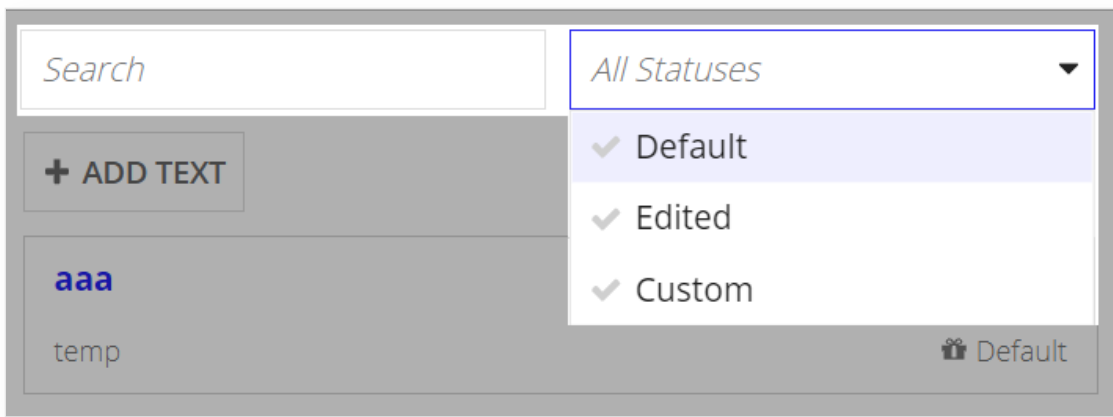 Search
All Statuses
Default
Edited
Custom
+ ADD TEXT
aaa
temp
Default